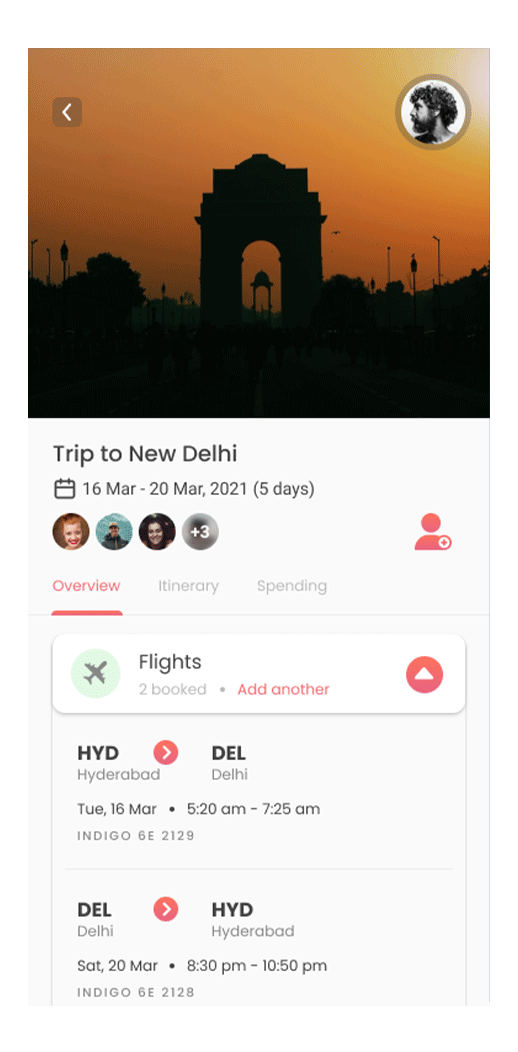 Trip to New Delhi
16 Mar - 20 Mar, 2021 (5 days)
+3
Overview Itinerary Spending
Flights
2 booked • Add another
HYD DEL
Hyderabad Delhi
Tue, 16 Mar • 5:20 am - 7:25 am
INDIGO 6E 2129
DEL HYD
Delhi Hyderabad
Sat, 20 Mar • 8:30 pm - 10:50 pm
INDIGO 6E 2128